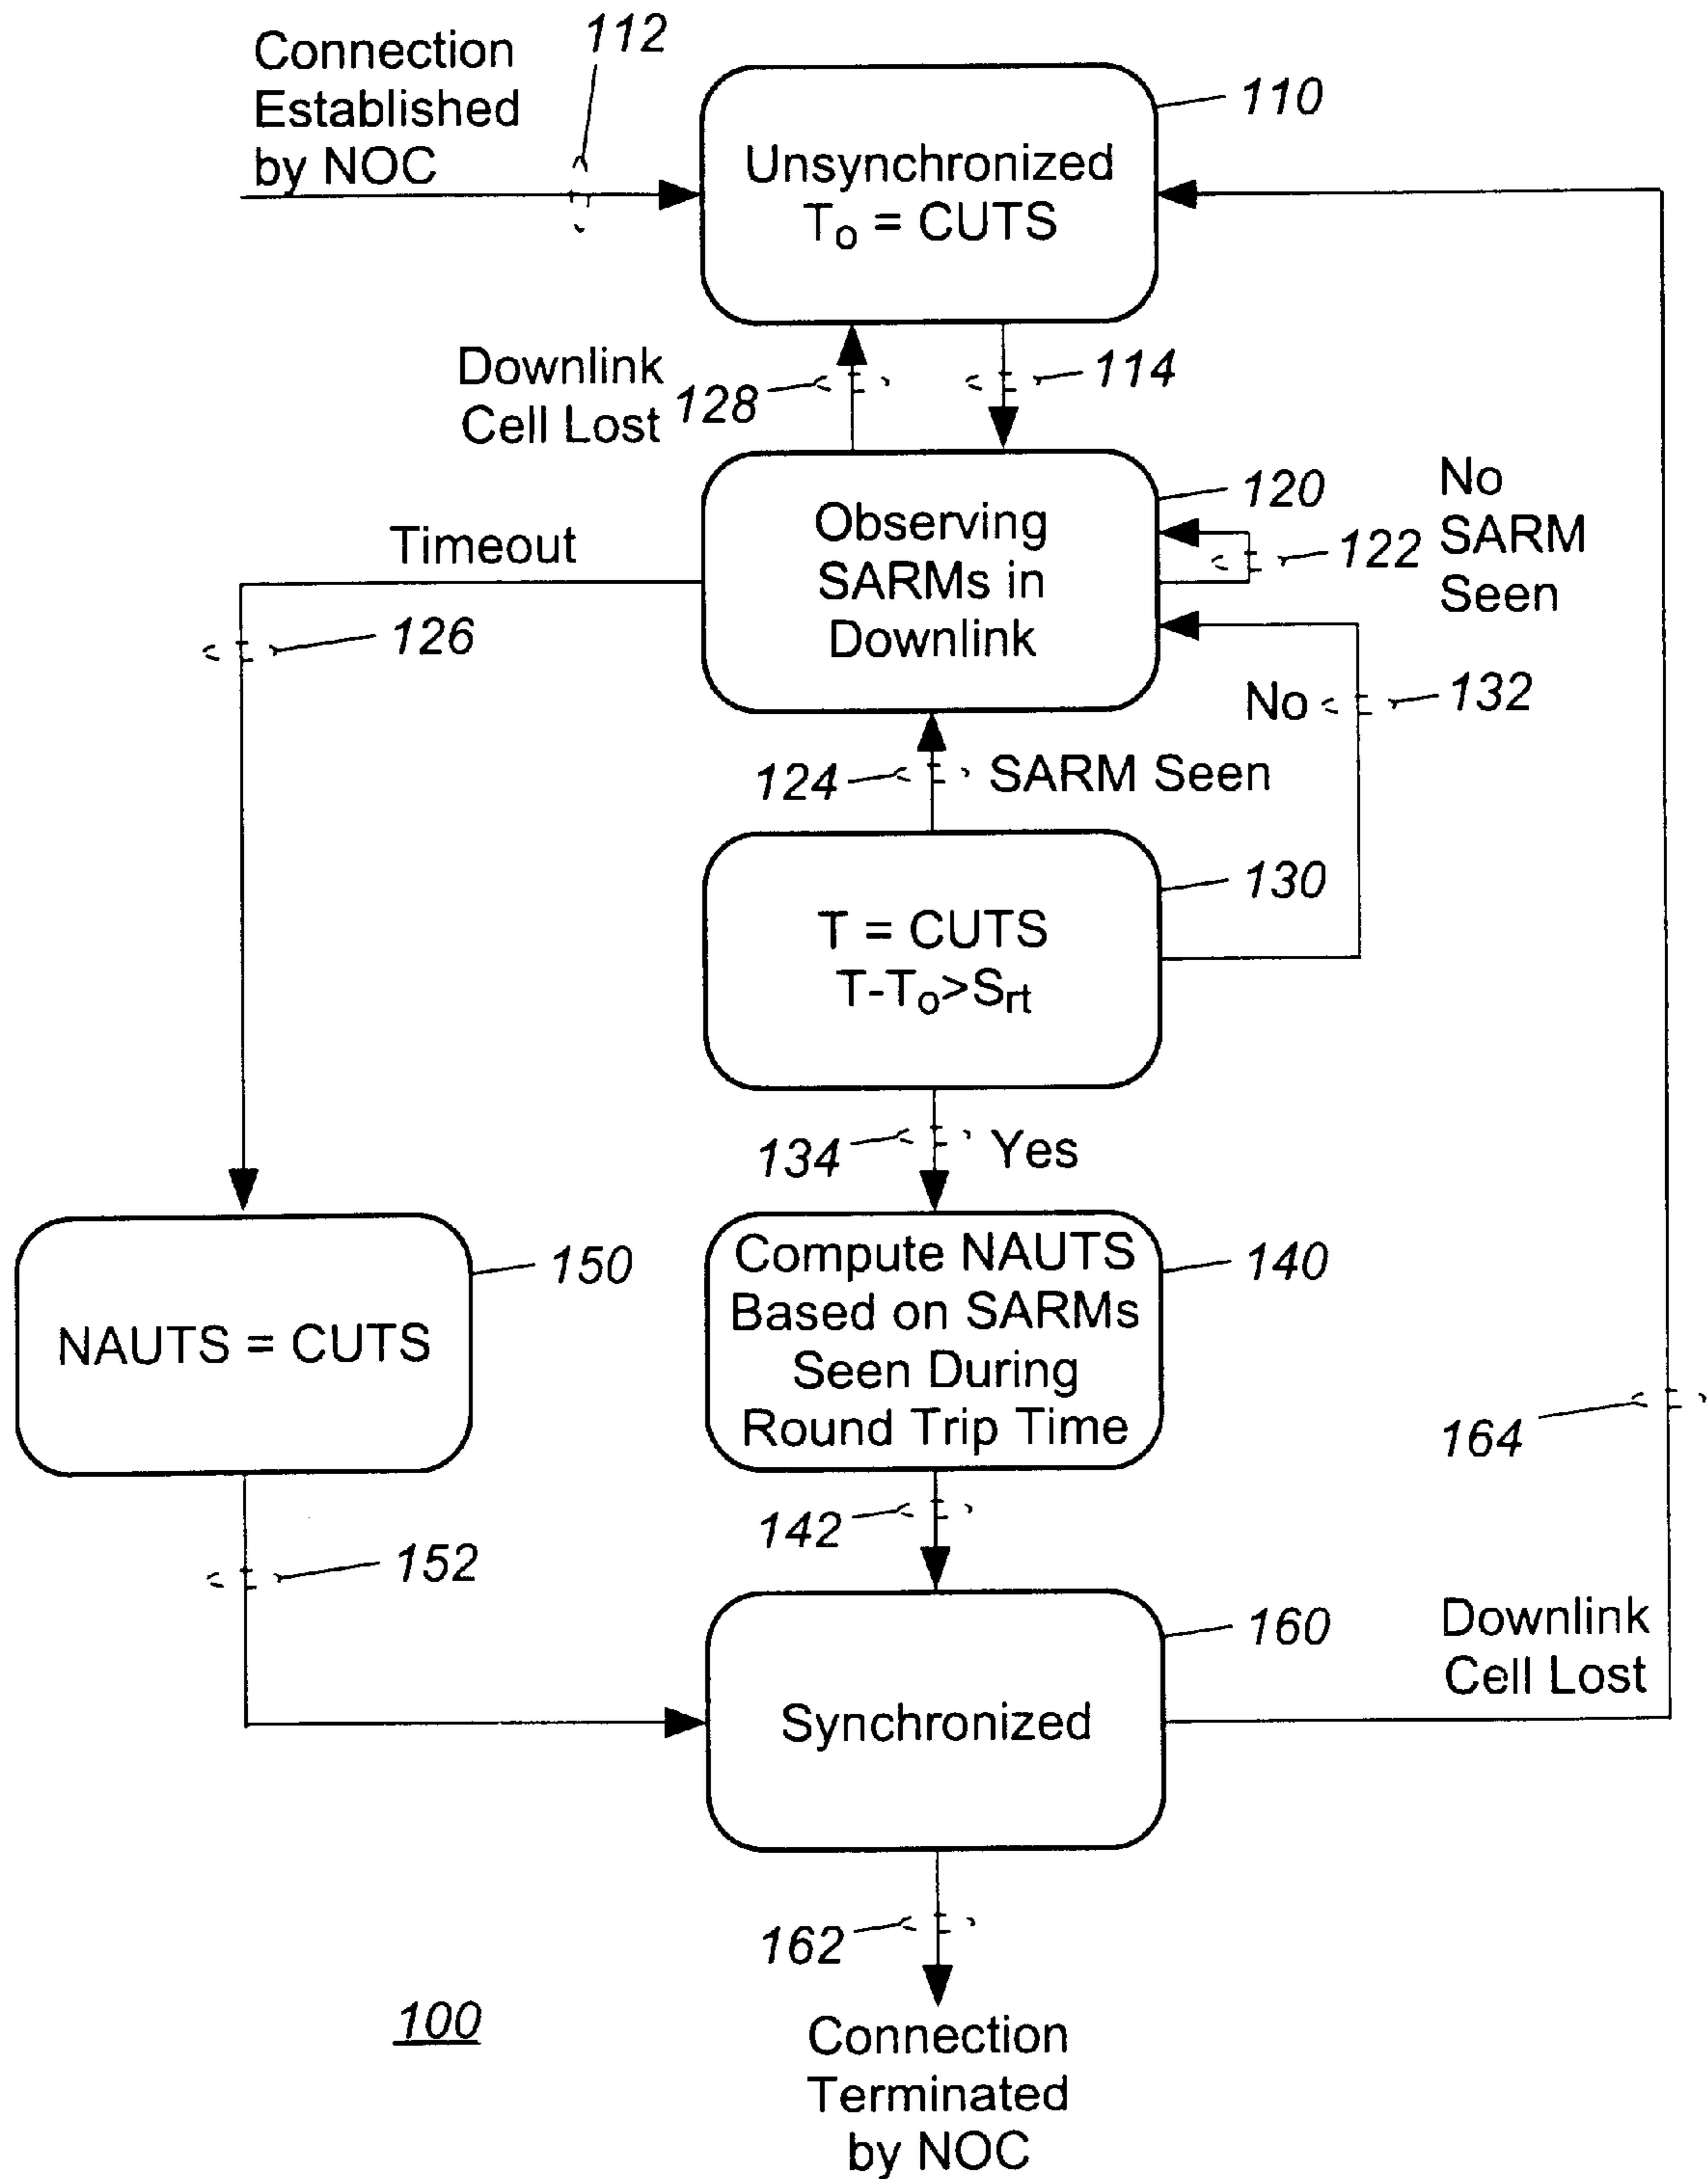 Connection
Established
by NOC
112
110
Unsynchronized
To = CUTS
Downlink
Cell Lost
128
114
120
Observing
SARMs in
Downlink
122
No
SARM
Seen
Timeout
126
No
132
124
SARM Seen
130
T = CUTS
T-To>Srt
134
Yes
150
NAUTS = CUTS
140
Compute NAUTS
Based on SARMs
Seen During
Round Trip Time
164
142
152
160
Synchronized
Downlink
Cell Lost
162
100
Connection
Terminated
by NOC